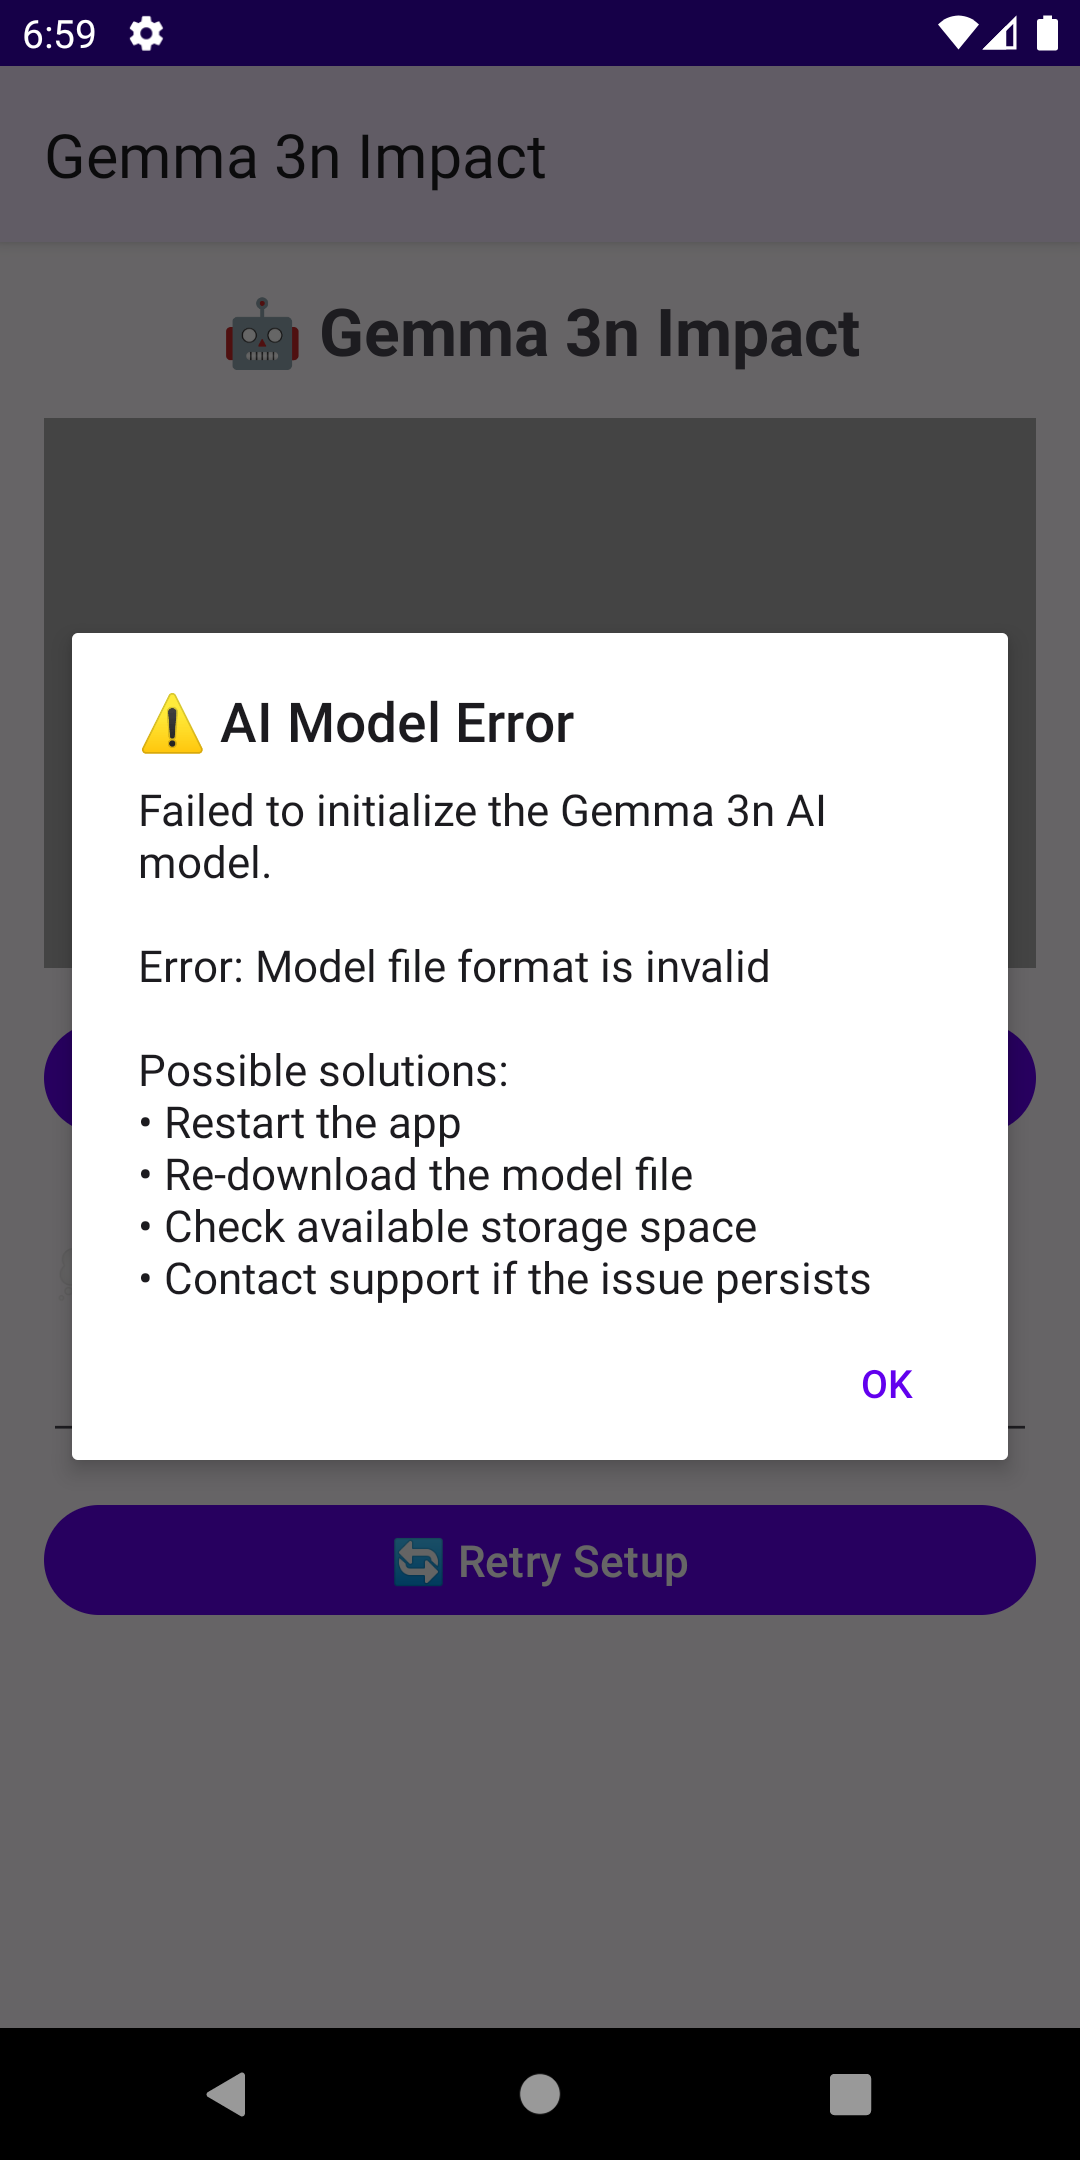 6:59
Gemma 3n Impact
🤖 Gemma 3n Impact
⚠️ AI Model Error
Failed to initialize the Gemma 3n AI
model.
Error: Model file format is invalid
Possible solutions:
• Restart the app
• Re-download the model file
• Check available storage space
• Contact support if the issue persists
OK
🔄 Retry Setup